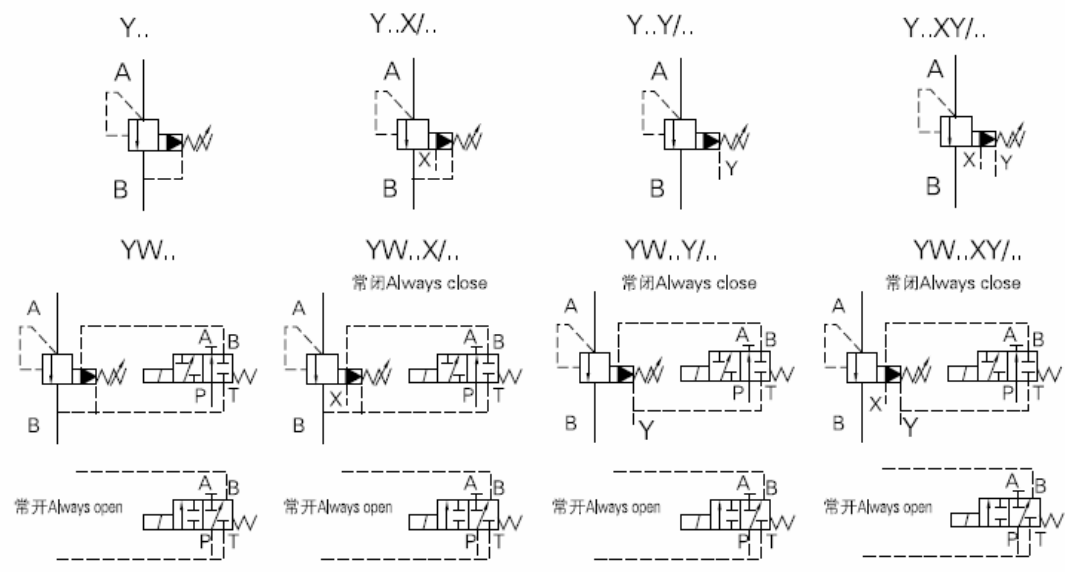 Y.. Y..X/.. Y..Y/.. Y..XY/..
A A A A
X Y X Y
B B B B
YW.. YW..X/.. YW..Y/.. YW..XY/..
常闭Always close 常闭Always close 常闭Always close
A A B A A B A A B A A B
P T X P T P T X P T
B B B Y B Y
A B A B A B A B
常开Always open 常开Always open 常开Always open 常开Always open
P T P T P T P T